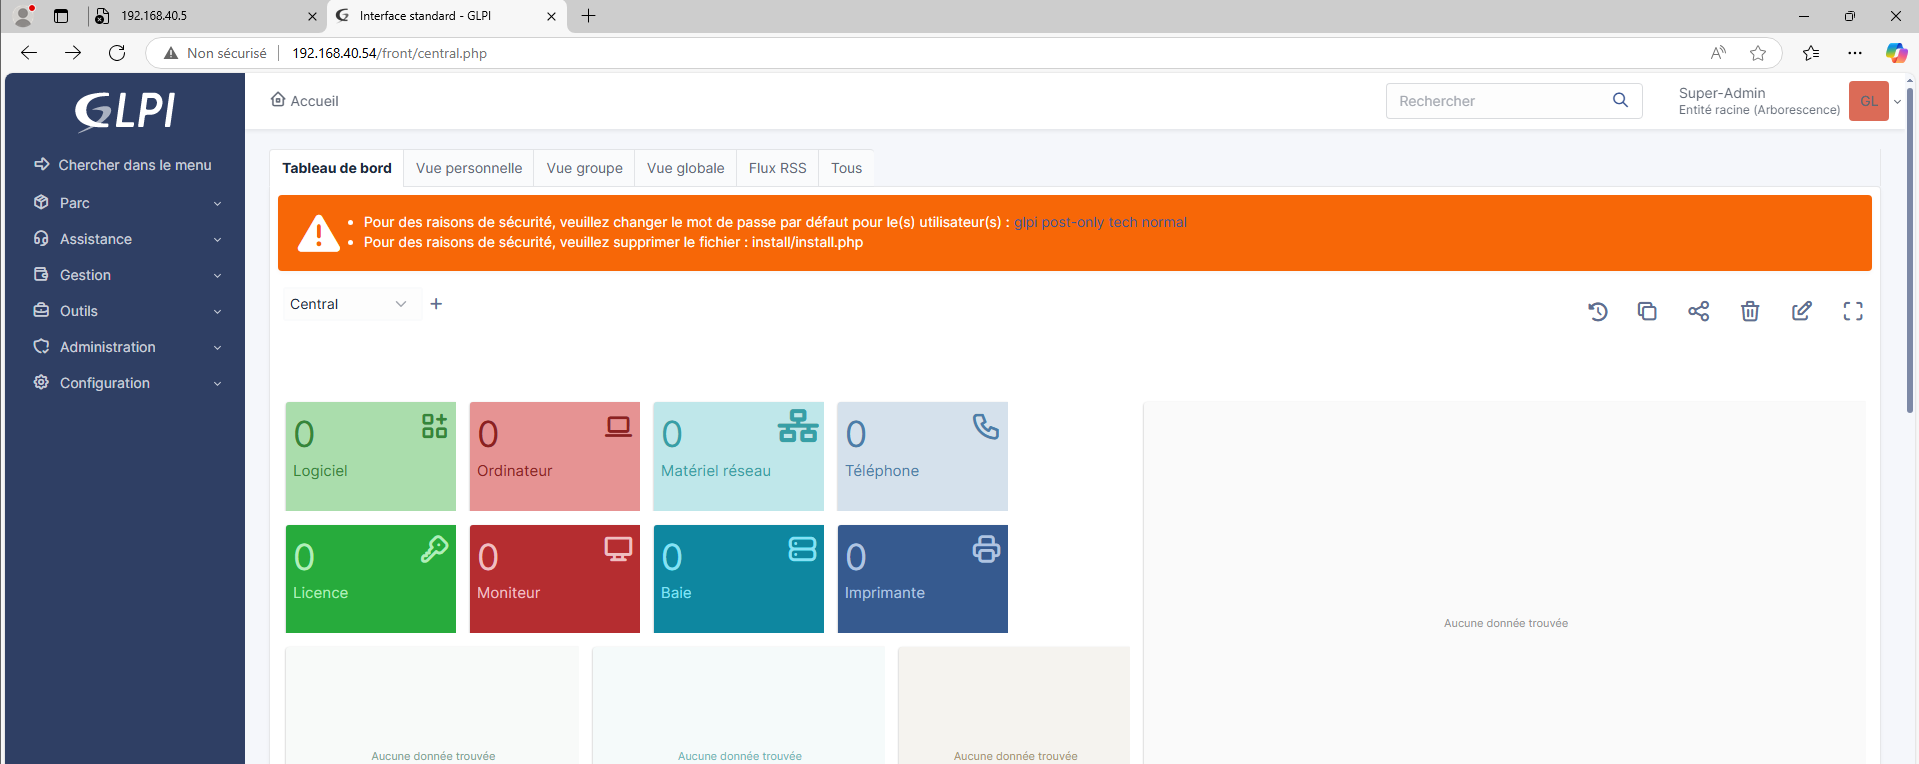 192.168.40.5
Interface standard - GLPI
Non sécurisé
192.168.40.54/front/central.php
GLPI
Accueil
Rechercher
Super-Admin
Entité racine (Arborescence)
GL
Chercher dans le menu
Parc
Assistance
Gestion
Outils
Administration
Configuration
Tableau de bord
Vue personnelle
Vue groupe
Vue globale
Flux RSS
Tous
Pour des raisons de sécurité, veuillez changer le mot de passe par défaut pour le(s) utilisateur(s) : glpi post-only tech normal
Pour des raisons de sécurité, veuillez supprimer le fichier : install/install.php
Central
0
Logiciel
0
Ordinateur
0
Matériel réseau
0
Téléphone
0
Licence
0
Moniteur
0
Baie
0
Imprimante
Aucune donnée trouvée
Aucune donnée trouvée
Aucune donnée trouvée
Aucune donnée trouvée